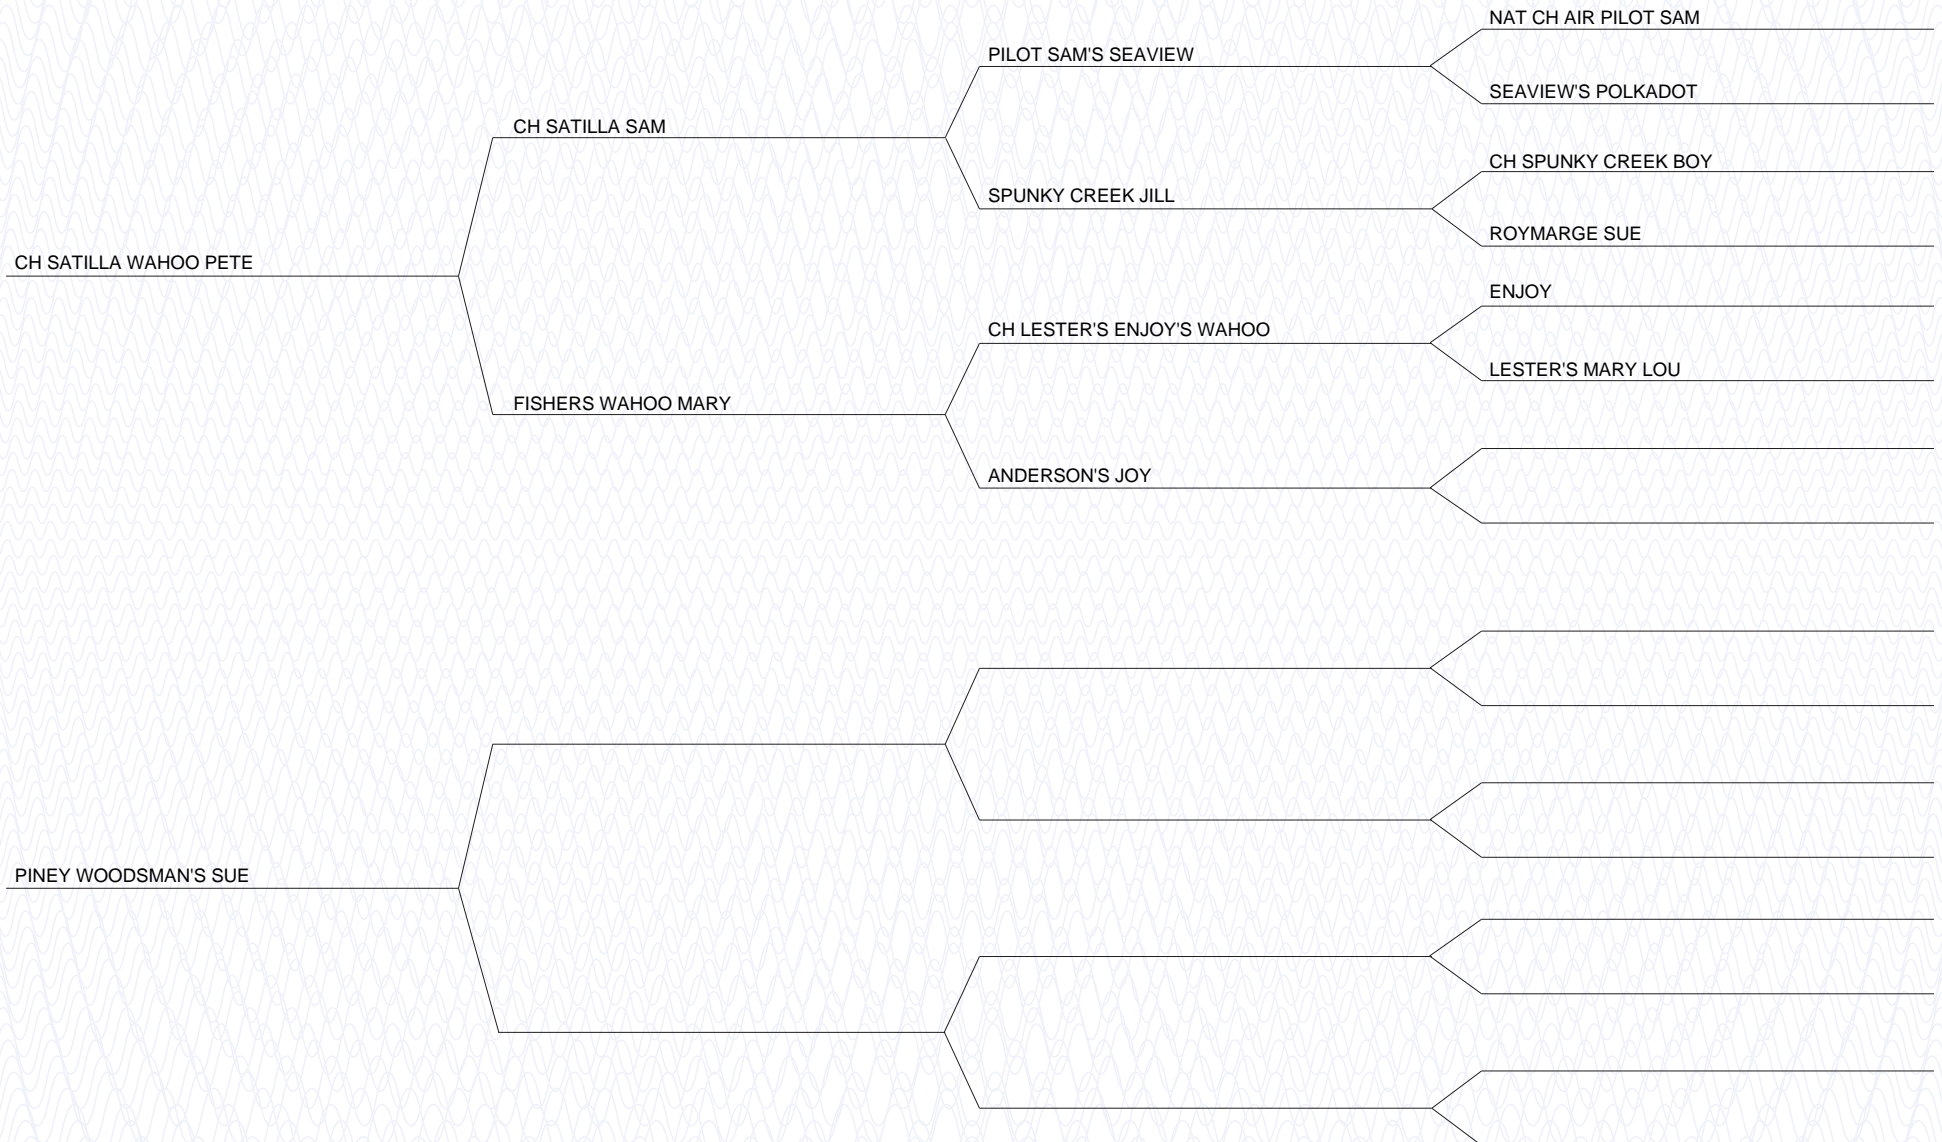 NAT CH AIR PILOT SAM
PILOT SAM'S SEAVIEW
SEAVIEW'S POLKADOT
CH SATILLA SAM
CH SPUNKY CREEK BOY
SPUNKY CREEK JILL
ROYMARGE SUE
CH SATILLA WAHOO PETE
ENJOY
CH LESTER'S ENJOY'S WAHOO
LESTER'S MARY LOU
FISHERS WAHOO MARY
ANDERSON'S JOY
PINEY WOODSMAN'S SUE